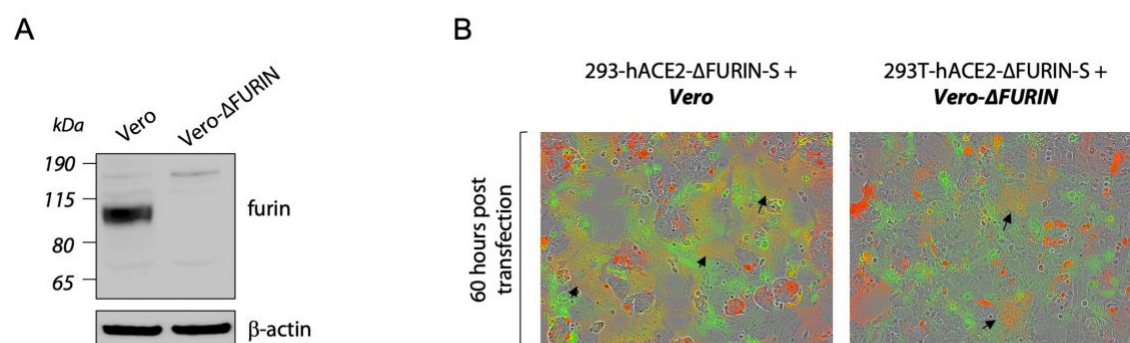 A
kDa
Vero
Vero-ΔFURIN
190
115
80
65
furin
β-actin
B
293-hACE2-ΔFURIN-S +
Vero
293T-hACE2-ΔFURIN-S +
Vero-ΔFURIN
60 hours post
transfection